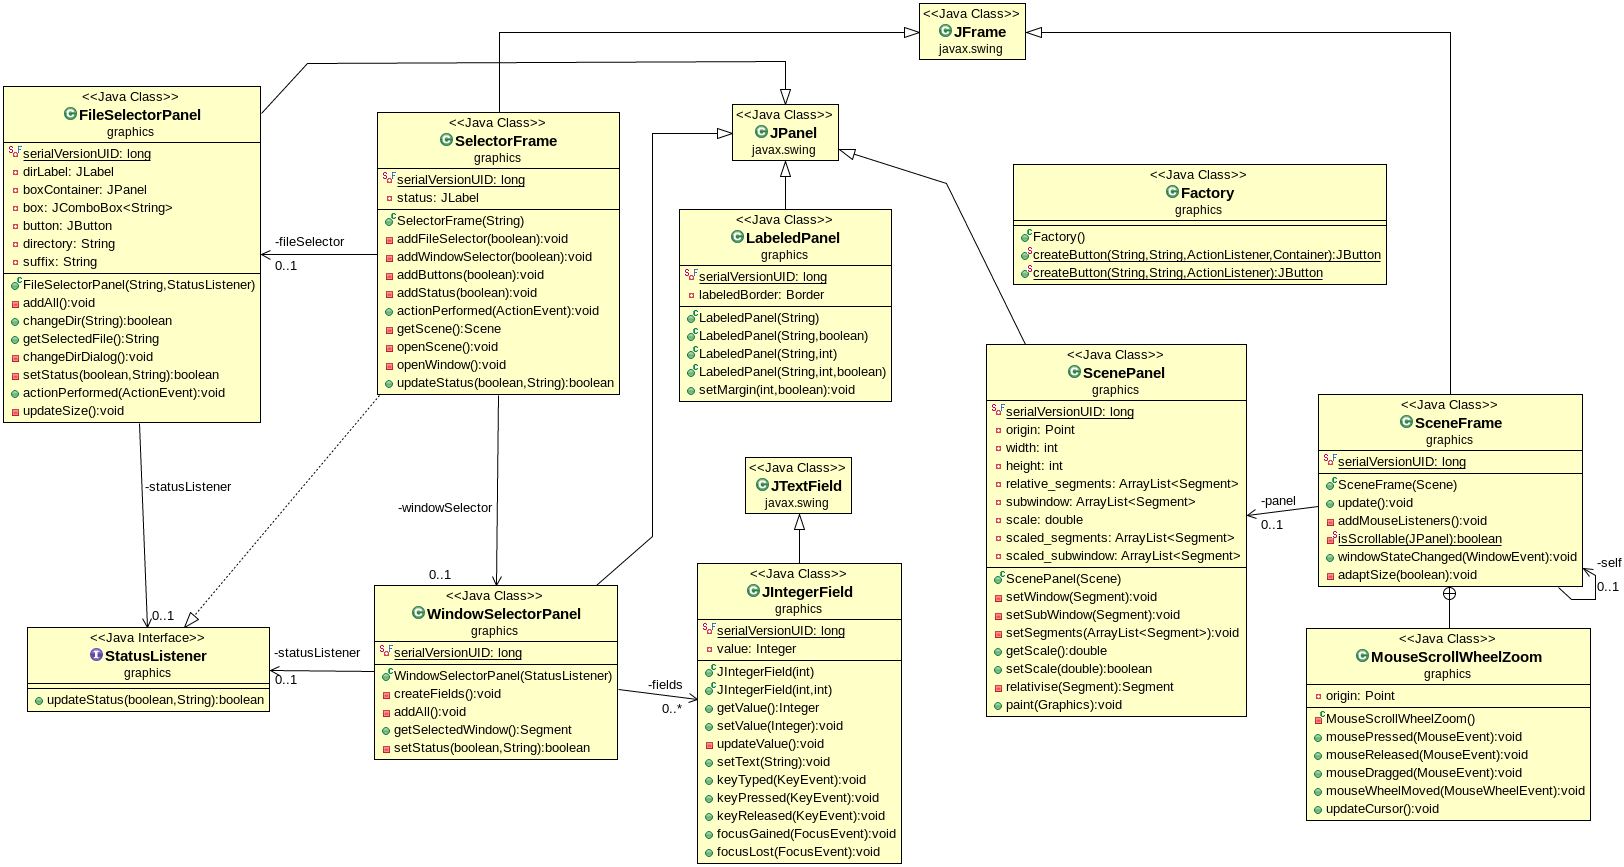 <<Java Class>>
JFrame
javax.swing
<<Java Class>>
FileSelectorPanel
graphics
serialVersionUID: long
dirLabel: JLabel
boxContainer: JPanel
box: JComboBox<String>
button: JButton
directory: String
suffix: String
FileSelectorPanel(String,StatusListener)
addAll():void
changeDir(String):boolean
getSelectedFile():String
changeDirDialog():void
setStatus(boolean,String):boolean
actionPerformed(ActionEvent):void
updateSize():void
<<Java Class>>
SelectorFrame
graphics
serialVersionUID: long
status: JLabel
SelectorFrame(String)
addFileSelector(boolean):void
addWindowSelector(boolean):void
addButtons(boolean):void
addStatus(boolean):void
actionPerformed(ActionEvent):void
getScene():Scene
openScene():void
openWindow():void
updateStatus(boolean,String):boolean
-fileSelector
0..1
<<Java Class>>
JPanel
javax.swing
<<Java Class>>
LabeledPanel
graphics
serialVersionUID: long
labeledBorder: Border
LabeledPanel(String)
LabeledPanel(String,boolean)
LabeledPanel(String,int)
LabeledPanel(String,int,boolean)
setMargin(int,boolean):void
<<Java Class>>
Factory
graphics
Factory()
createButton(String,String,ActionListener,Container):JButton
createButton(String,String,ActionListener):JButton
<<Java Class>>
ScenePanel
graphics
serialVersionUID: long
origin: Point
width: int
height: int
relative_segments: ArrayList<Segment>
subwindow: ArrayList<Segment>
scale: double
scaled_segments: ArrayList<Segment>
scaled_subwindow: ArrayList<Segment>
ScenePanel(Scene)
setWindow(Segment):void
setSubWindow(Segment):void
setSegments(ArrayList<Segment>):void
getScale():double
setScale(double):boolean
relativise(Segment):Segment
paint(Graphics):void
<<Java Class>>
SceneFrame
graphics
serialVersionUID: long
SceneFrame(Scene)
update():void
addMouseListeners():void
isScrollable(JPanel):boolean
windowStateChanged(WindowEvent):void
adaptSize(boolean):void
-panel
0..1
-self
0..1
<<Java Class>>
MouseScrollWheelZoom
graphics
origin: Point
MouseScrollWheelZoom()
mousePressed(MouseEvent):void
mouseReleased(MouseEvent):void
mouseDragged(MouseEvent):void
mouseWheelMoved(MouseWheelEvent):void
updateCursor():void
<<Java Class>>
JTextField
javax.swing
<<Java Class>>
JIntegerField
graphics
serialVersionUID: long
value: Integer
JIntegerField(int)
JIntegerField(int,int)
getValue():Integer
setValue(Integer):void
updateValue():void
setText(String):void
keyTyped(KeyEvent):void
keyPressed(KeyEvent):void
keyReleased(KeyEvent):void
focusGained(FocusEvent):void
focusLost(FocusEvent):void
-statusListener
0..1
-windowSelector
0..1
<<Java Interface>>
StatusListener
graphics
updateStatus(boolean,String):boolean
-statusListener
0..1
<<Java Class>>
WindowSelectorPanel
graphics
serialVersionUID: long
WindowSelectorPanel(StatusListener)
createFields():void
addAll():void
getSelectedWindow():Segment
setStatus(boolean,String):boolean
-fields
0..*